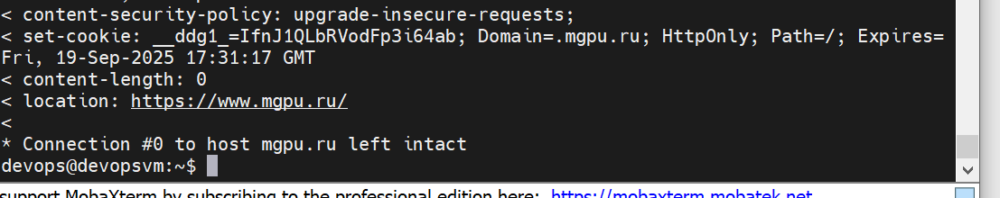 < content-security-policy: upgrade-insecure-requests;
< set-cookie: __ddg1_=IfnJ1QLbRVodFp3i64ab; Domain=.mgpu.ru; HttpOnly; Path=/; Expires=
Fri, 19-Sep-2025 17:31:17 GMT
< content-length: 0
< location: https://www.mgpu.ru/
<
* Connection #0 to host mgpu.ru left intact
devops@devopsvm:~$
support MobaXterm by subscribing to the professional edition here: https://mobaxterm.mobatek.net